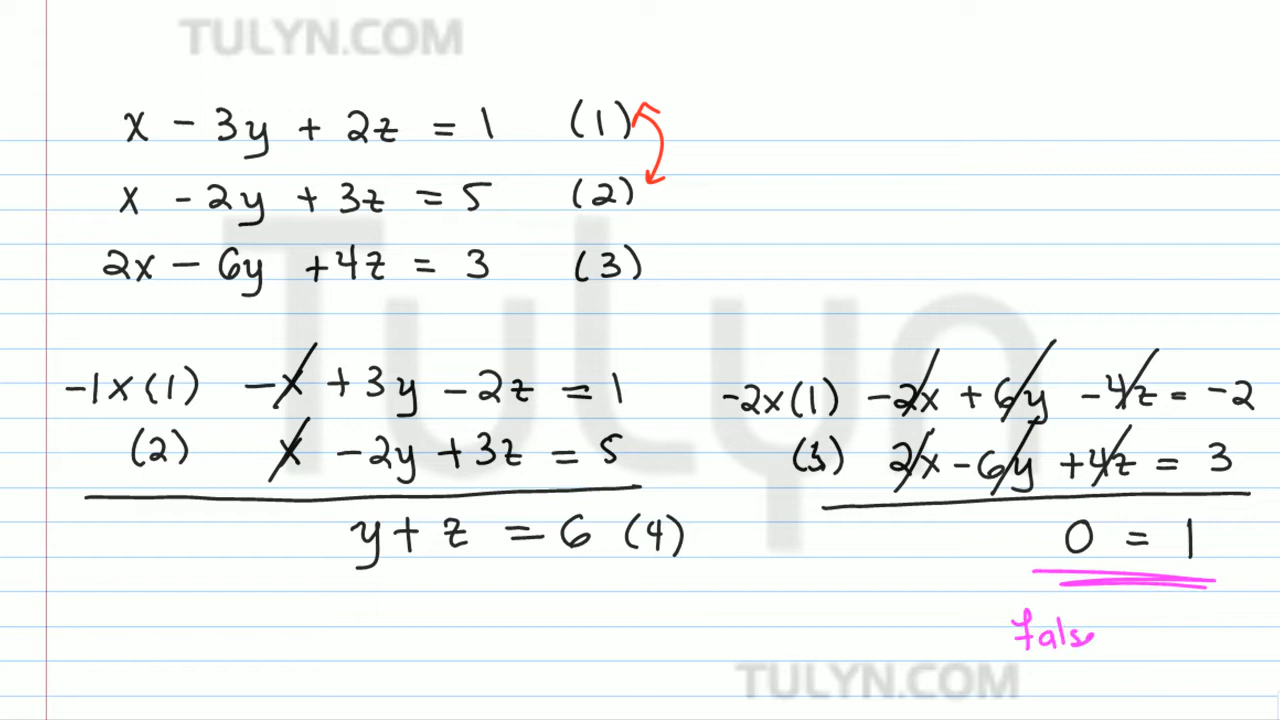 TULYN.COM
x - 3y + 2z = 1 (1)
x - 2y + 3z = 5 (2)
2x - 6y + 4z = 3 (3)
Tulyn
-1x(1) -x + 3y - 2z = 1
(2) x - 2y + 3z = 5
y + z = 6 (4)
-2x(1) -2x + 6y - 4z = -2
(3) 2x - 6y + 4z = 3
0 = 1
False
TULYN.COM